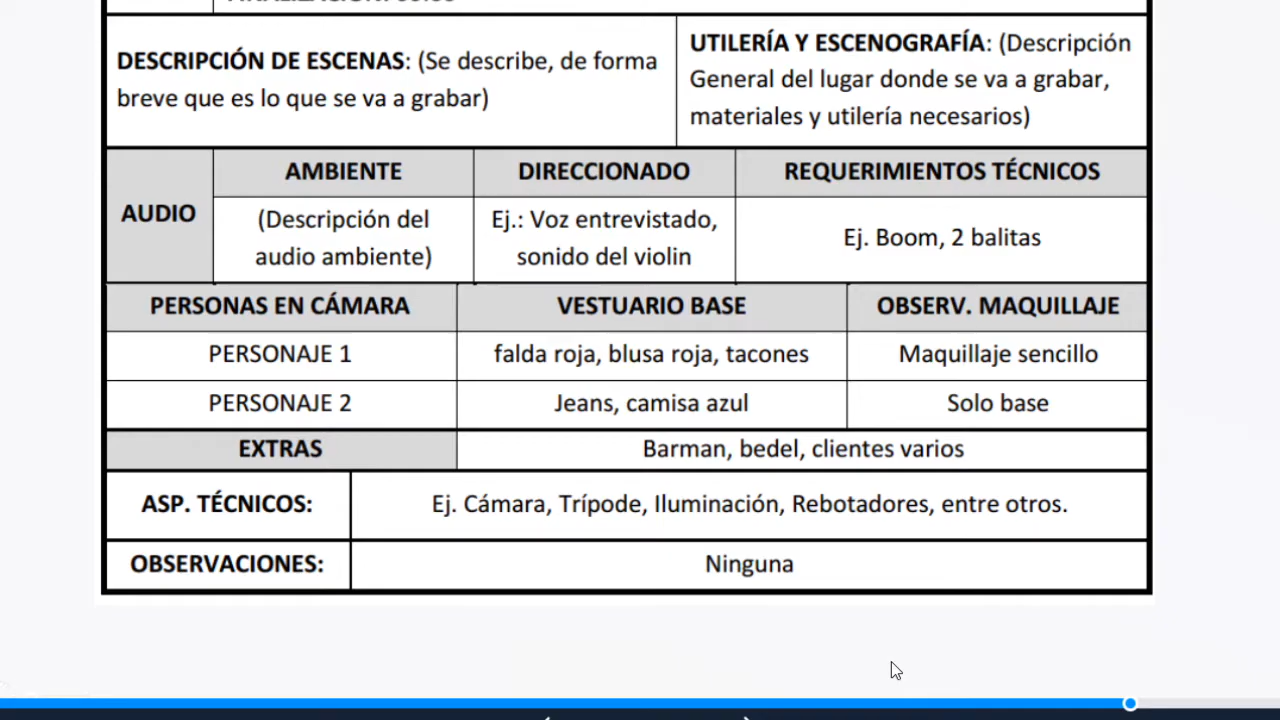 DESCRIPCIÓN DE ESCENAS: (Se describe, de forma
breve que es lo que se va a grabar)
UTILERÍA Y ESCENOGRAFÍA: (Descripción
General del lugar donde se va a grabar,
materiales y utilería necesarios)
AUDIO
AMBIENTE
DIRECCIONADO
REQUERIMIENTOS TÉCNICOS
(Descripción del
audio ambiente)
Ej.: Voz entrevistado,
sonido del violin
Ej. Boom, 2 balitas
PERSONAS EN CÁMARA
VESTUARIO BASE
OBSERV. MAQUILLAJE
PERSONAJE 1
falda roja, blusa roja, tacones
Maquillaje sencillo
PERSONAJE 2
Jeans, camisa azul
Solo base
EXTRAS
Barman, bedel, clientes varios
ASP. TÉCNICOS:
Ej. Cámara, Trípode, Iluminación, Rebotadores, entre otros.
OBSERVACIONES:
Ninguna